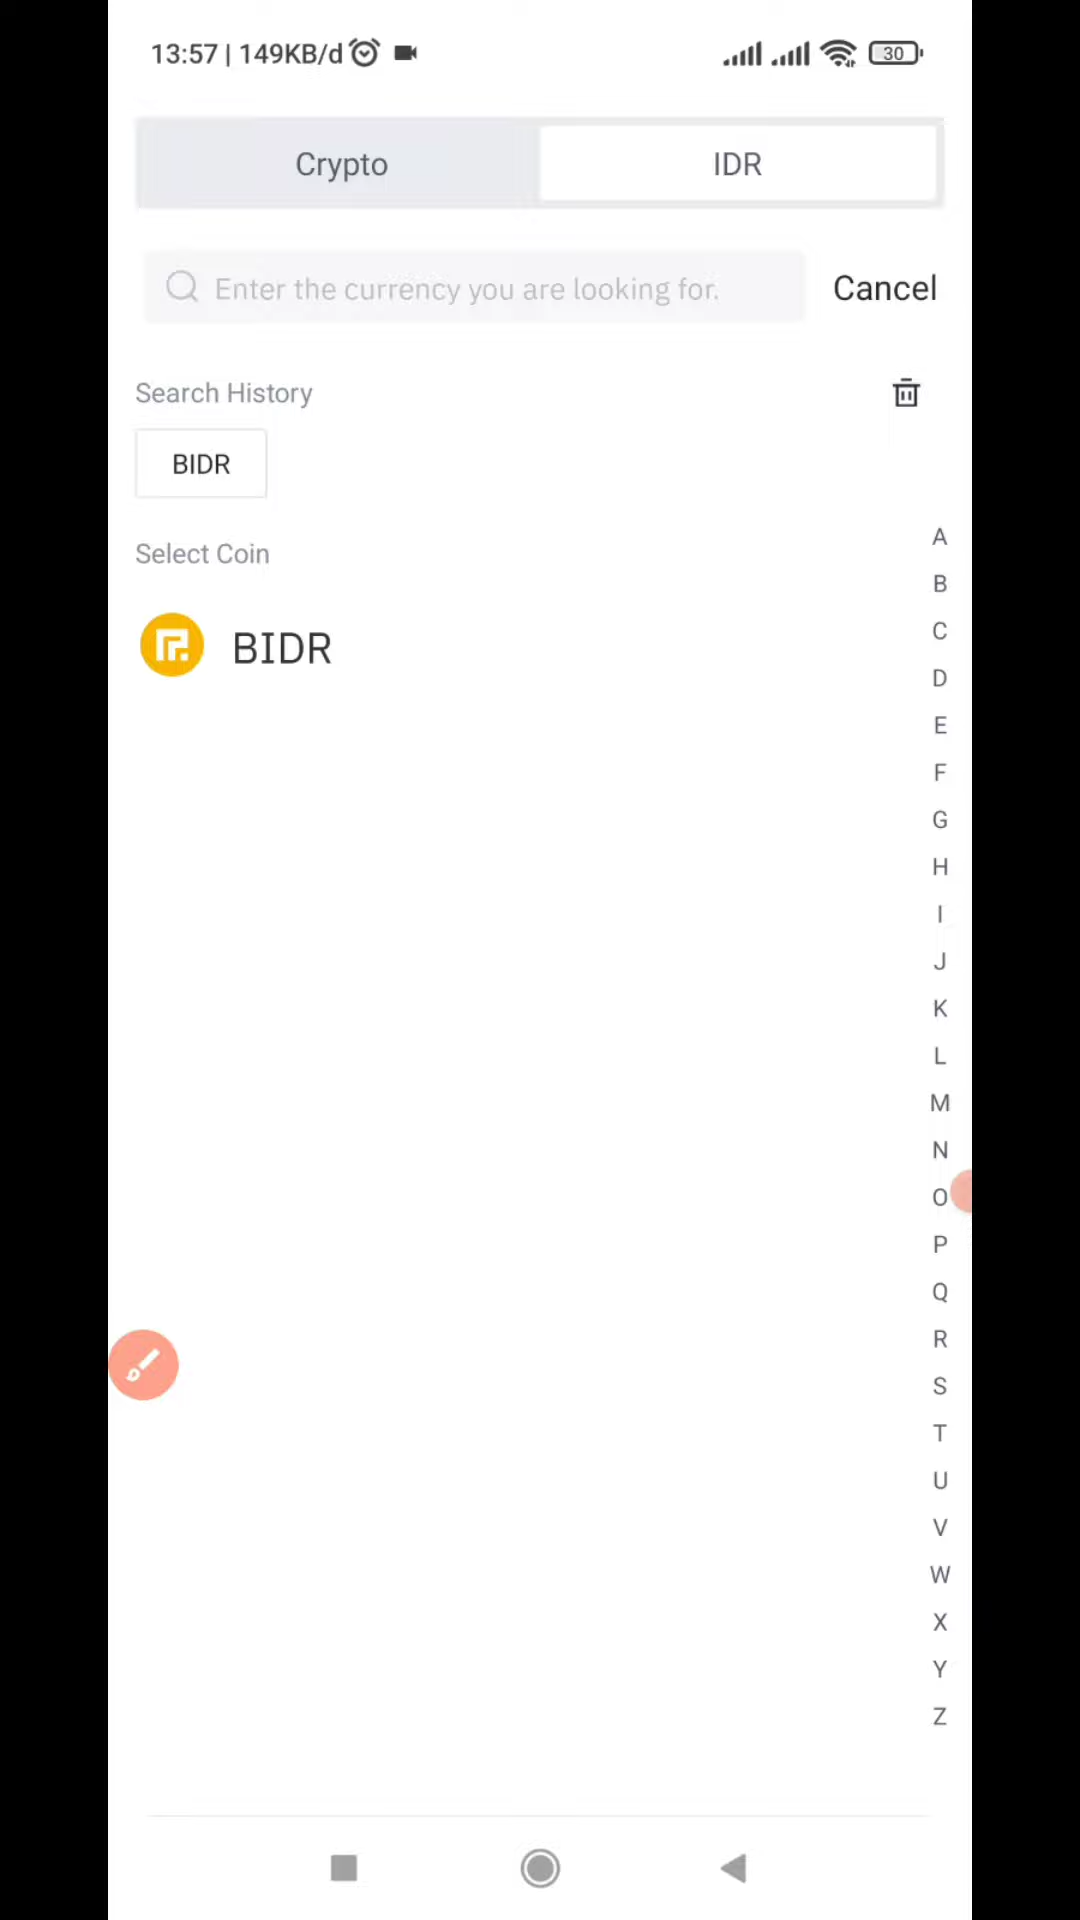 13:57 | 149KB/d
30
Crypto
IDR
Enter the currency you are looking for.
Cancel
Search History
BIDR
Select Coin
BIDR
A
B
C
D
E
F
G
H
I
J
K
L
M
N
O
P
Q
R
S
T
U
V
W
X
Y
Z